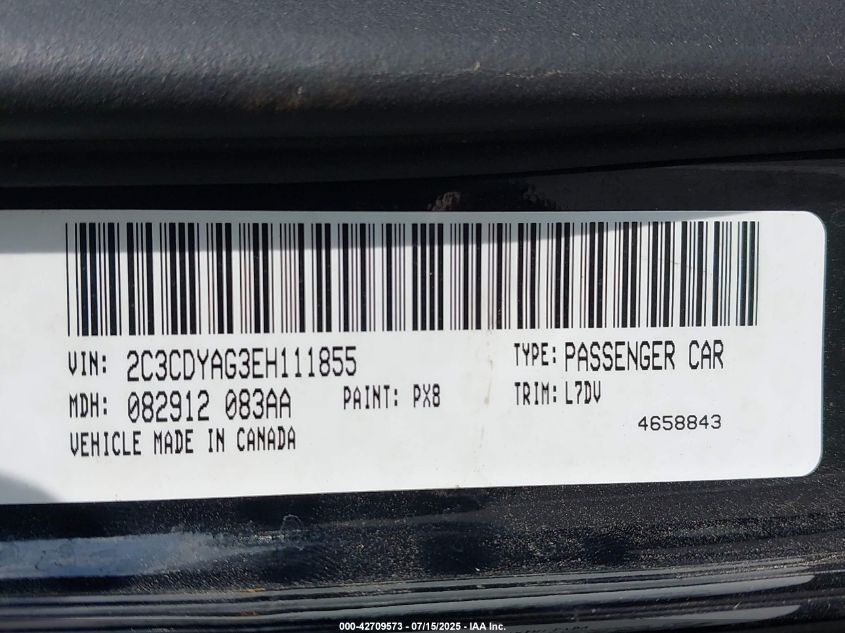 VIN: 2C3CDYAG3EH111855 TYPE: PASSENGER CAR
MDH: 082912 083AA PAINT: PX8 TRIM: L7DV
4658843
VEHICLE MADE IN CANADA
000-42709573 - 07/15/2025 - IAA Inc.